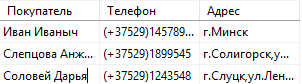 Покупатель Телефон Адрес
Иван Иваныч (+37529)145789... г.Минск
Слепцова Анж... (+37529)1899545 г.Солигорск,у...
Соловей Дарья (+37529)1243548 г.Слуцк,ул.Лен...